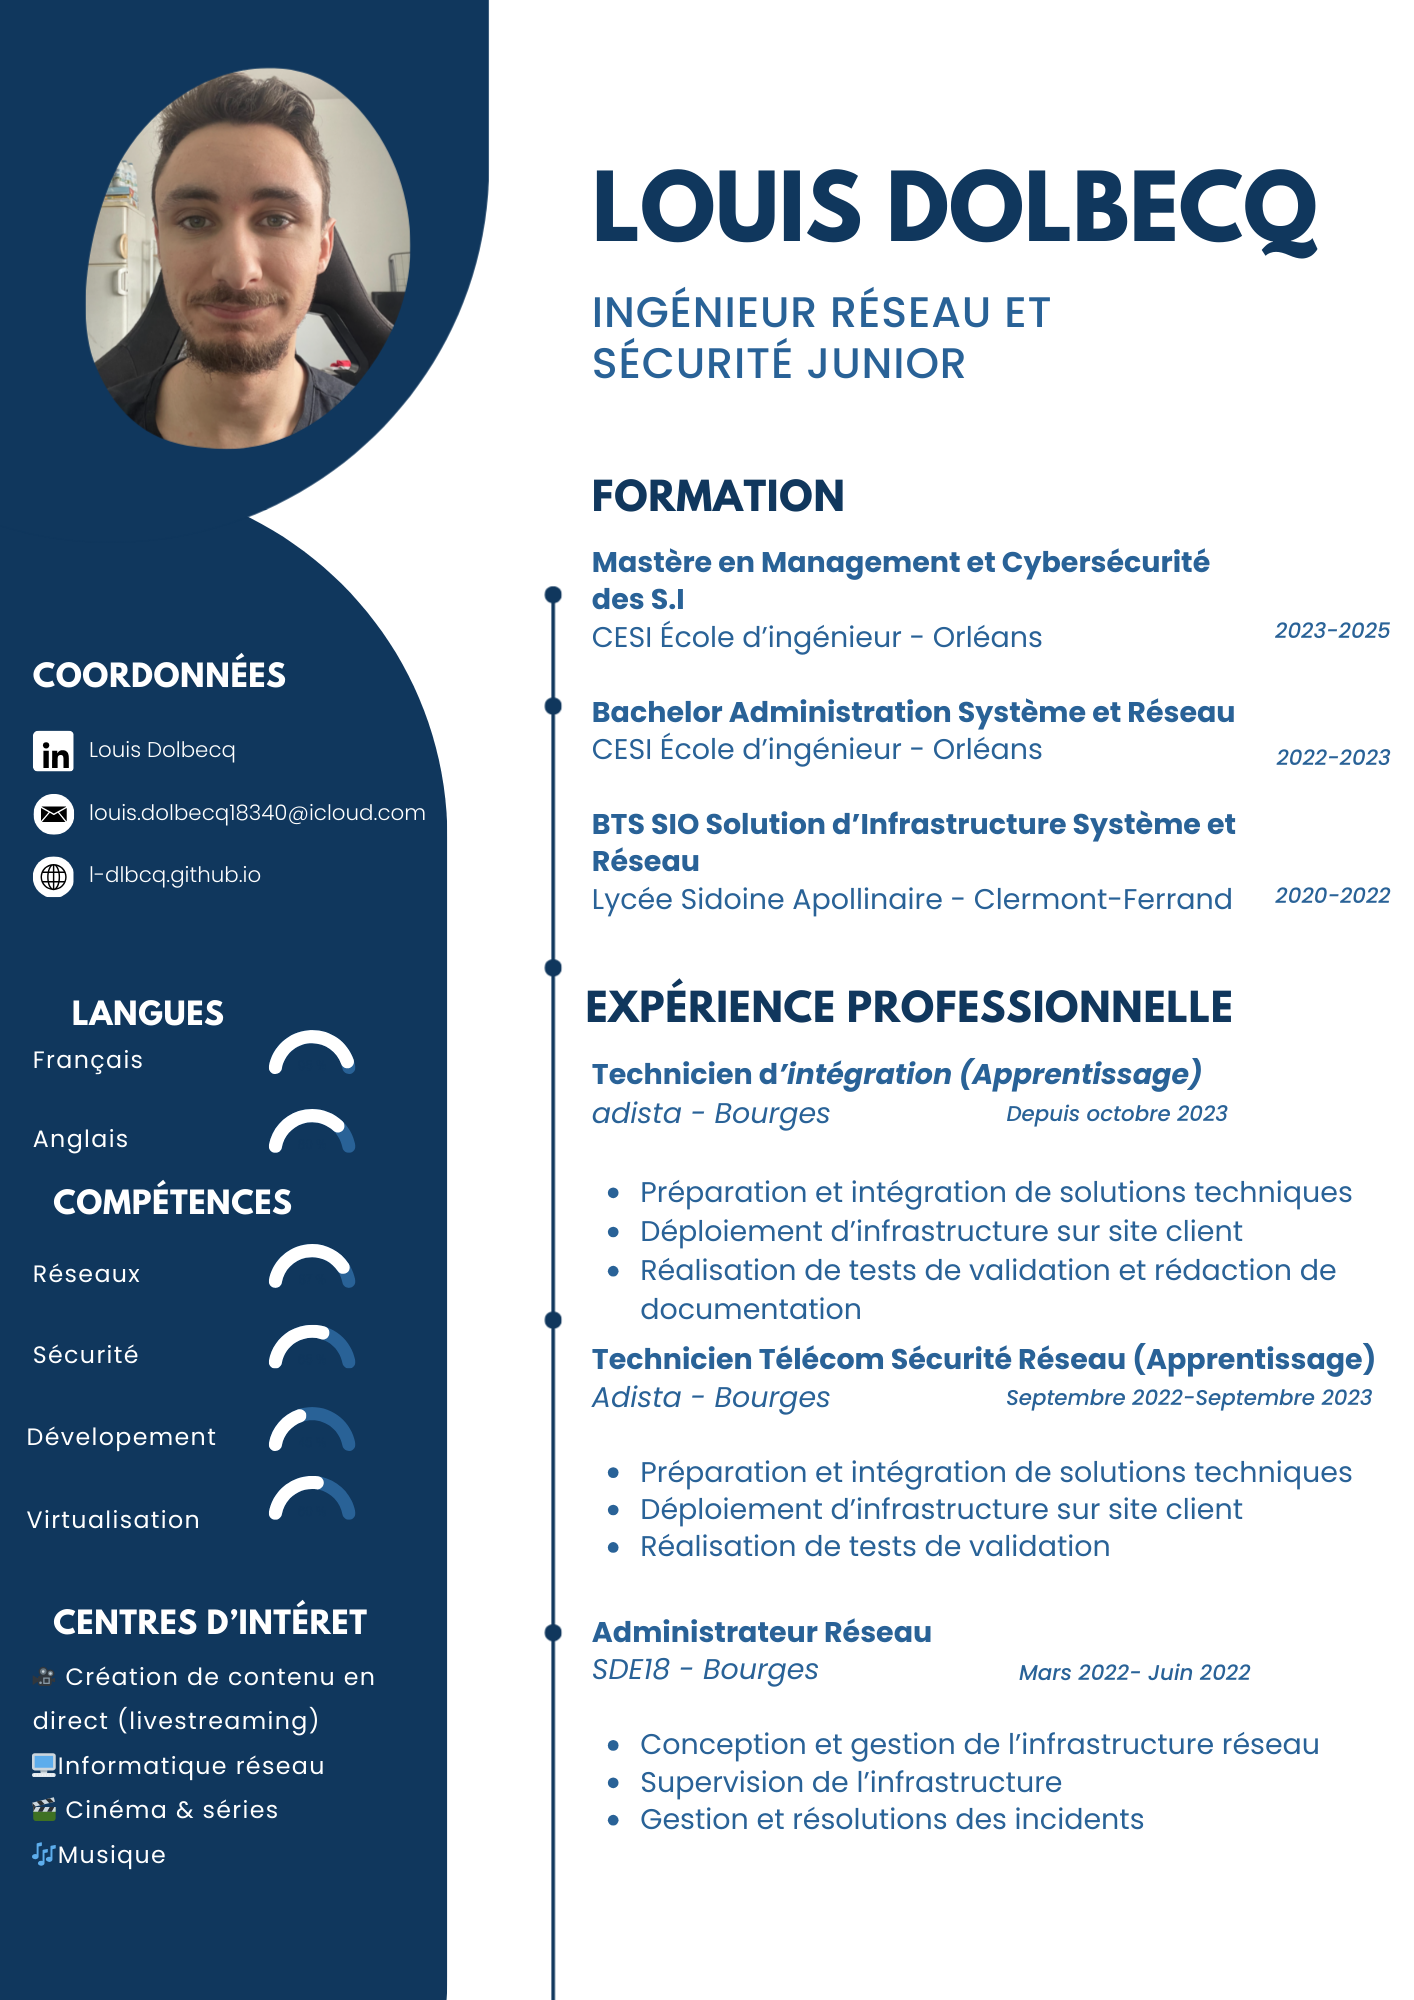 LOUIS DOLBECQ
INGÉNIEUR RÉSEAU ET
SÉCURITÉ JUNIOR
COORDONNÉES
in Louis Dolbecq
louis.dolbecq18340@icloud.com
l-dlbcq.github.io
LANGUES
Français
Anglais
COMPÉTENCES
Réseaux
Sécurité
Dévelopement
Virtualisation
CENTRES D’INTÉRET
Création de contenu en
direct (livestreaming)
Informatique réseau
Cinéma & séries
Musique
FORMATION
Mastère en Management et Cybersécurité
des S.I
CESI École d’ingénieur - Orléans 2023-2025
Bachelor Administration Système et Réseau
CESI École d’ingénieur - Orléans 2022-2023
BTS SIO Solution d’Infrastructure Système et
Réseau
Lycée Sidoine Apollinaire - Clermont-Ferrand 2020-2022
EXPÉRIENCE PROFESSIONNELLE
Technicien d’intégration (Apprentissage)
adista - Bourges Depuis octobre 2023
• Préparation et intégration de solutions techniques
• Déploiement d’infrastructure sur site client
• Réalisation de tests de validation et rédaction de
documentation
Technicien Télécom Sécurité Réseau (Apprentissage)
Adista - Bourges Septembre 2022-Septembre 2023
• Préparation et intégration de solutions techniques
• Déploiement d’infrastructure sur site client
• Réalisation de tests de validation
Administrateur Réseau
SDE18 - Bourges Mars 2022- Juin 2022
• Conception et gestion de l’infrastructure réseau
• Supervision de l’infrastructure
• Gestion et résolutions des incidents